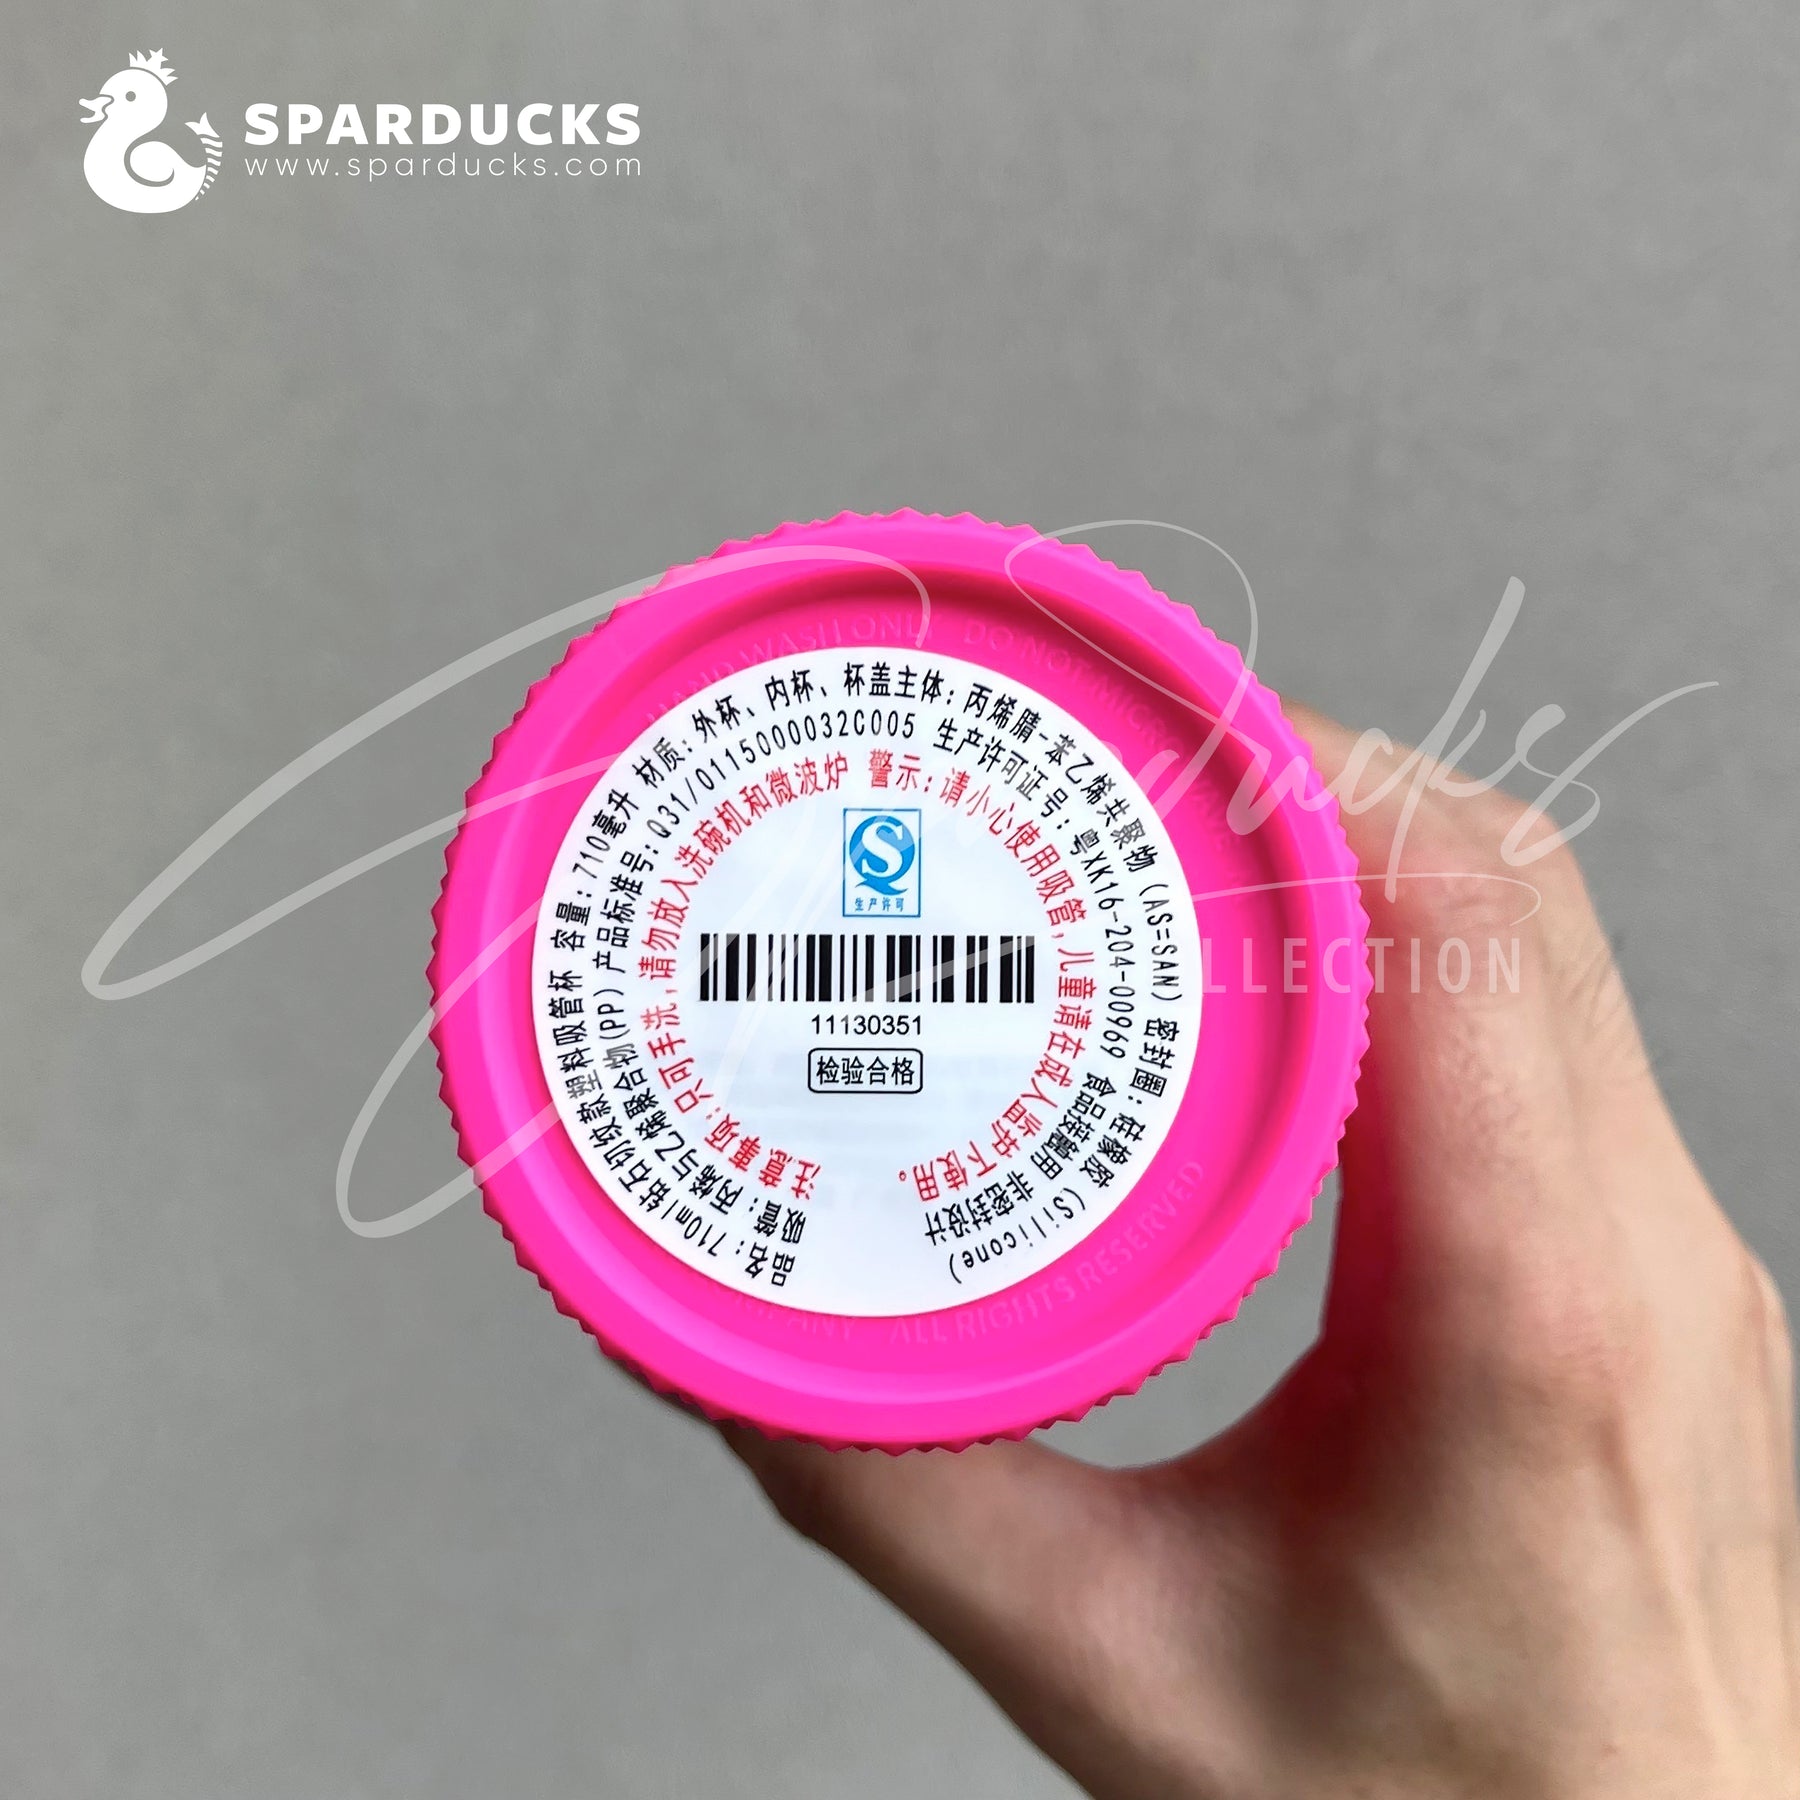 SPARDUCKS
www.sparducks.com
品名：710ml钻石切纹款塑料吸管杯 容量：710毫升 材质：外杯、内杯、杯盖主体：丙烯腈-苯乙烯共聚物（AS=SAN）密封圈：硅橡胶（Silicone）
吸管：丙烯与乙烯聚合物(PP) 产品标准号：Q31/0115000032C005 生产许可证号：粤XK16-204-00969 食品接触用 非密封设计
注意事项：只可手洗，请勿放入洗碗机和微波炉 警示：请小心使用吸管，儿童请在成人监护下使用。
生产许可
11130351
检验合格
HAND WASH ONLY DO NOT MICROWAVE
ALL RIGHTS RESERVED
SparDucks
COLLECTION